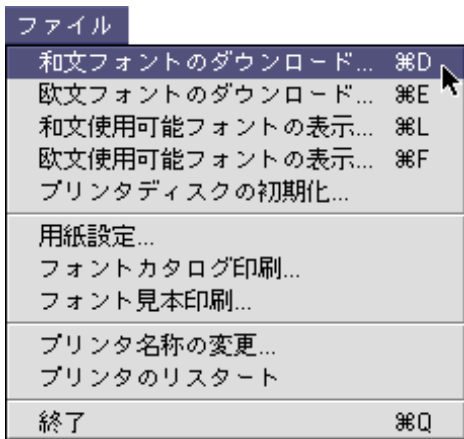 ファイル
和文フォントのダウンロード... ⌘D
欧文フォントのダウンロード... ⌘E
和文使用可能フォントの表示... ⌘L
欧文使用可能フォントの表示... ⌘F
プリンタディスクの初期化...
用紙設定...
フォントカタログ印刷...
フォント見本印刷...
プリンタ名称の変更...
プリンタのリスタート
終了 ⌘Q